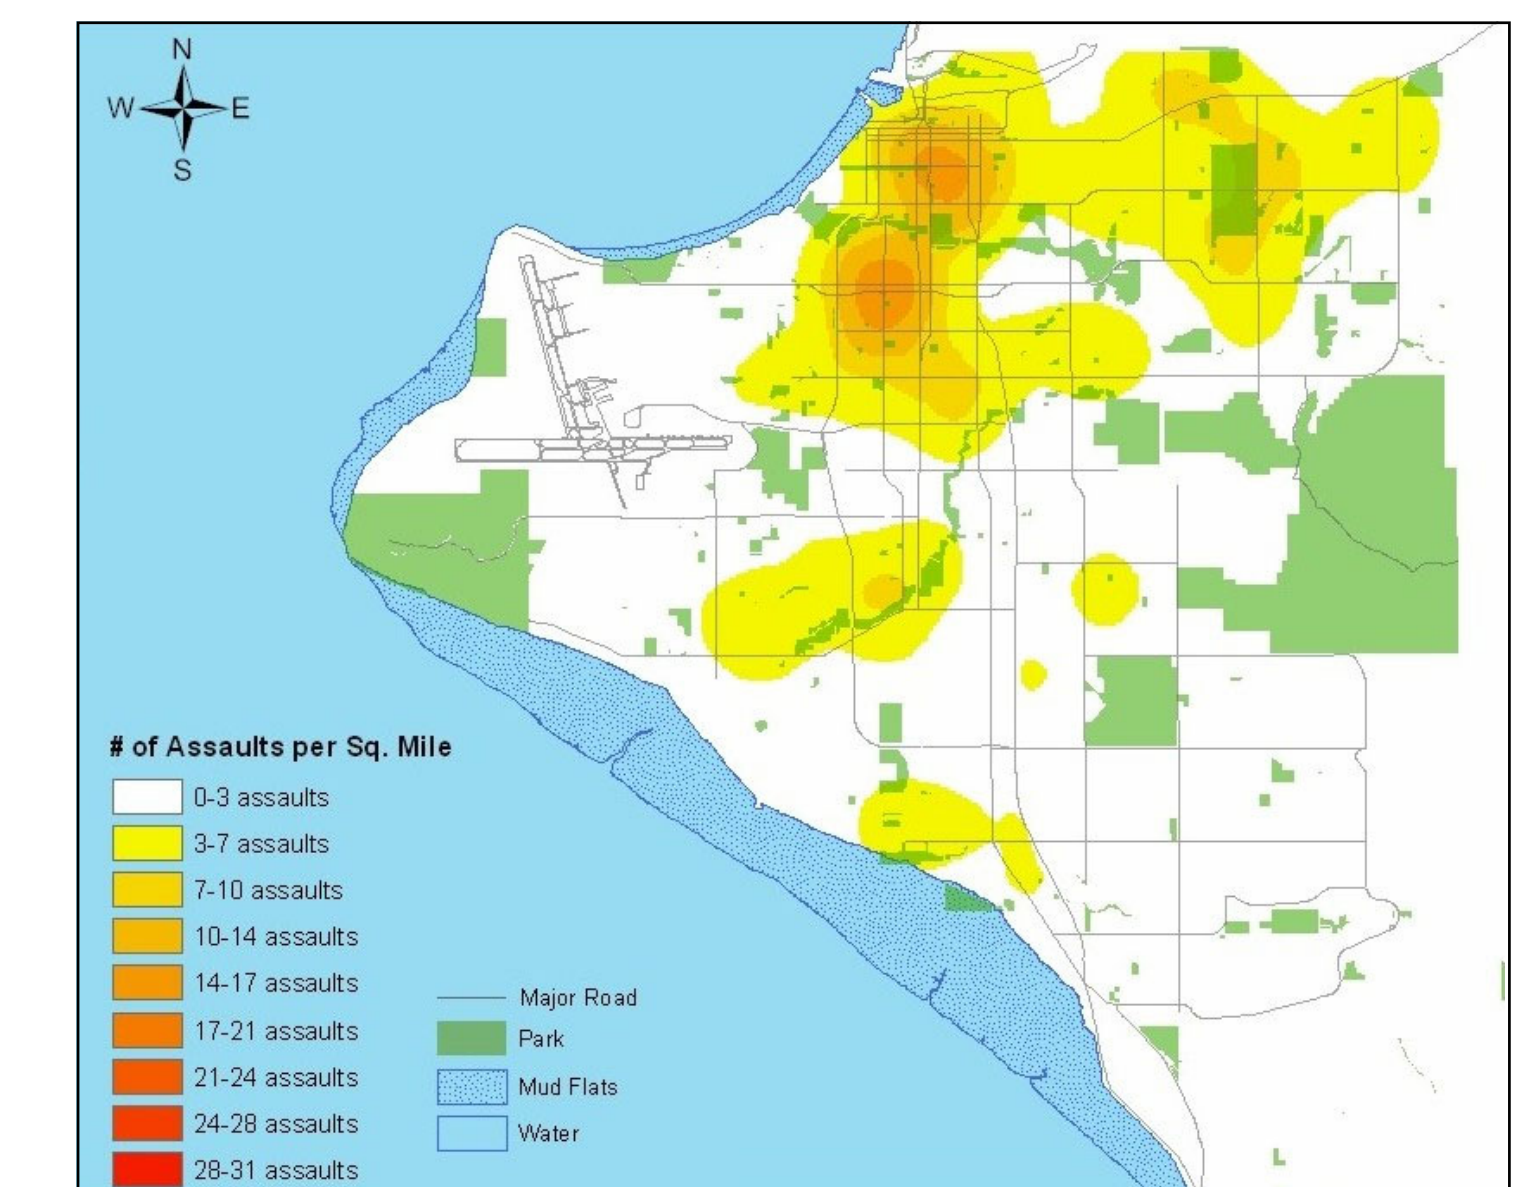 N
W E
S
# of Assaults per Sq. Mile
0-3 assaults
3-7 assaults
7-10 assaults
10-14 assaults
14-17 assaults
17-21 assaults
21-24 assaults
24-28 assaults
28-31 assaults
Major Road
Park
Mud Flats
Water